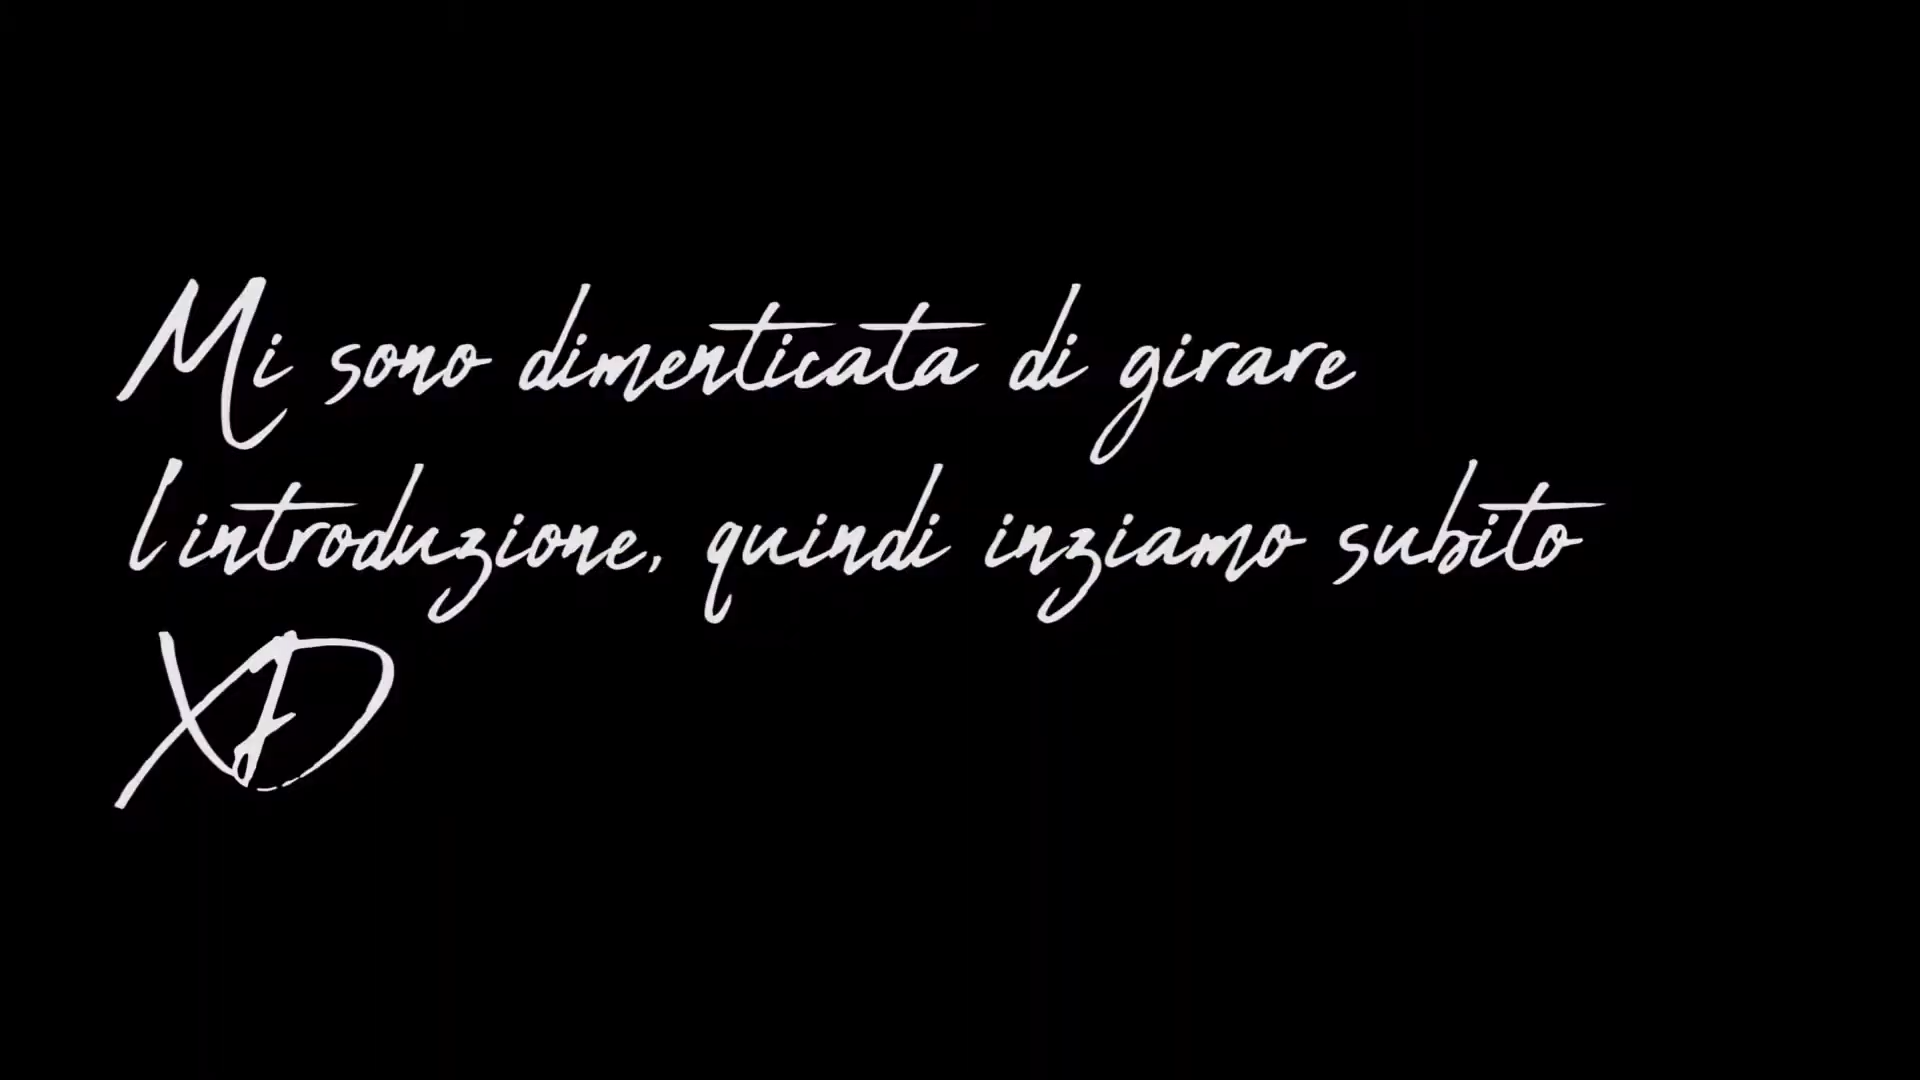 Mi sono dimenticata di girare
l'introduzione, quindi inziamo subito
XD